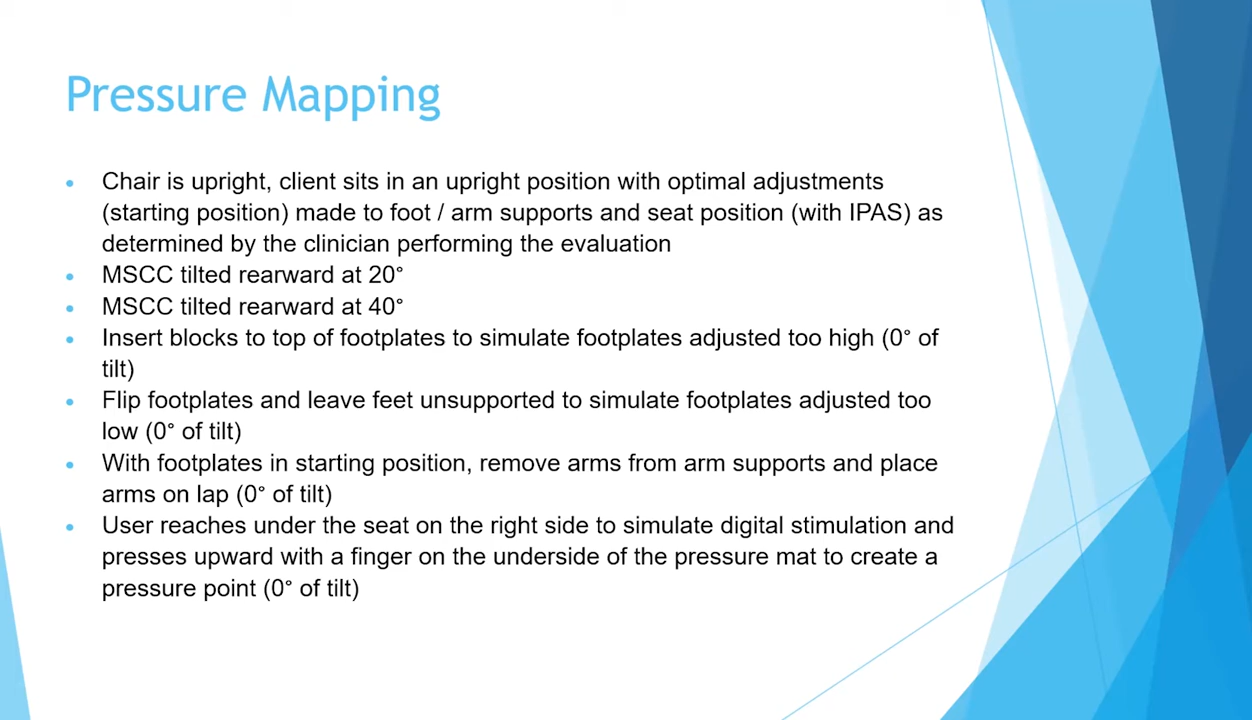 Pressure Mapping
• Chair is upright, client sits in an upright position with optimal adjustments
(starting position) made to foot / arm supports and seat position (with IPAS) as
determined by the clinician performing the evaluation
• MSCC tilted rearward at 20°
• MSCC tilted rearward at 40°
• Insert blocks to top of footplates to simulate footplates adjusted too high (0° of
tilt)
• Flip footplates and leave feet unsupported to simulate footplates adjusted too
low (0° of tilt)
• With footplates in starting position, remove arms from arm supports and place
arms on lap (0° of tilt)
• User reaches under the seat on the right side to simulate digital stimulation and
presses upward with a finger on the underside of the pressure mat to create a
pressure point (0° of tilt)